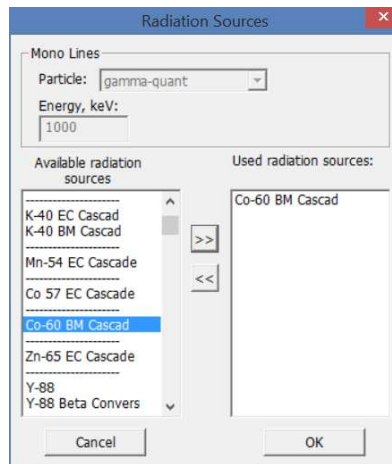 Radiation Sources
×
Mono Lines
Particle: gamma-quant
Energy, keV:
1000
Available radiation
sources
Used radiation sources:
--------------------
K-40 EC Cascad
K-40 BM Cascad
--------------------
Mn-54 EC Cascade
--------------------
Co 57 EC Cascade
--------------------
Co-60 BM Cascad
--------------------
Zn-65 EC Cascade
--------------------
Y-88
Y-88 Beta Convers
>>
<<
Co-60 BM Cascad
Cancel
OK